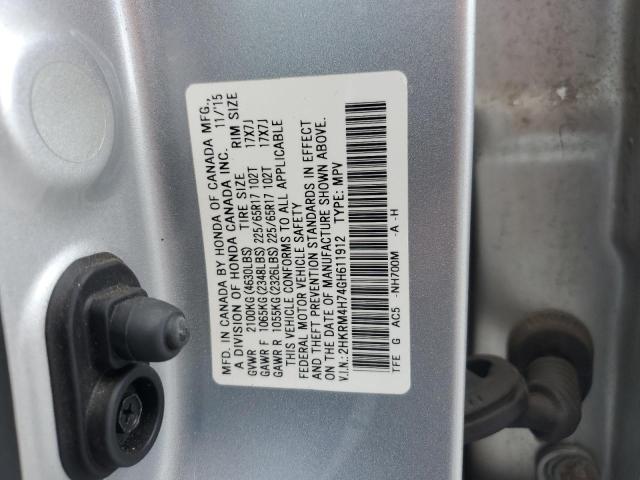 MFD. IN CANADA BY HONDA OF CANADA MFG.,
A DIVISION OF HONDA CANADA INC. 11/'15
TIRE SIZE RIM SIZE
GVWR 2100KG(4630LBS)
GAWR F 1065KG(2348LBS) 225/65R17 102T 17X7J
GAWR R 1055KG(2326LBS) 225/65R17 102T 17X7J
THIS VEHICLE CONFORMS TO ALL APPLICABLE
FEDERAL MOTOR VEHICLE SAFETY
AND THEFT PREVENTION STANDARDS IN EFFECT
ON THE DATE OF MANUFACTURE SHOWN ABOVE.
V.I.N.:2HKRM4H74GH611912 TYPE: MPV
TFE G AC5 -NH700M -A -H